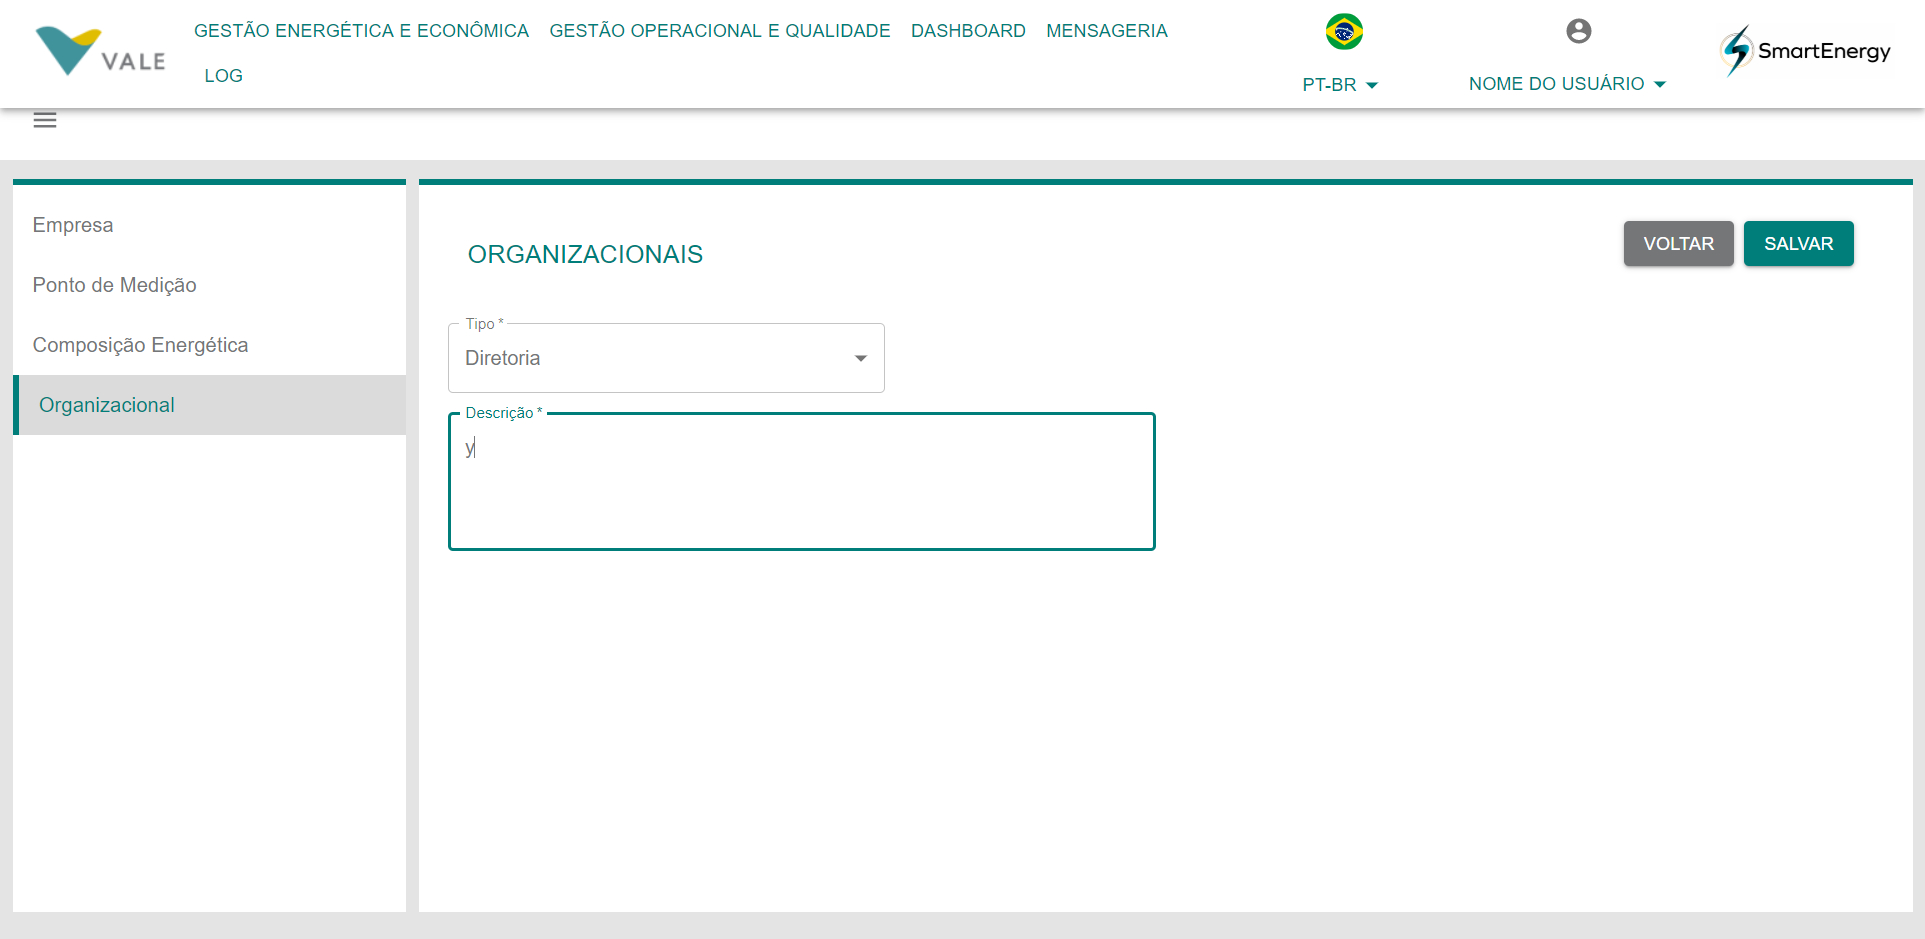 VALE
GESTÃO ENERGÉTICA E ECONÔMICA
GESTÃO OPERACIONAL E QUALIDADE
DASHBOARD
MENSAGERIA
LOG
PT-BR
NOME DO USUÁRIO
SmartEnergy
Empresa
Ponto de Medição
Composição Energética
Organizacional
ORGANIZACIONAIS
VOLTAR
SALVAR
Tipo *
Diretoria
Descrição *
y